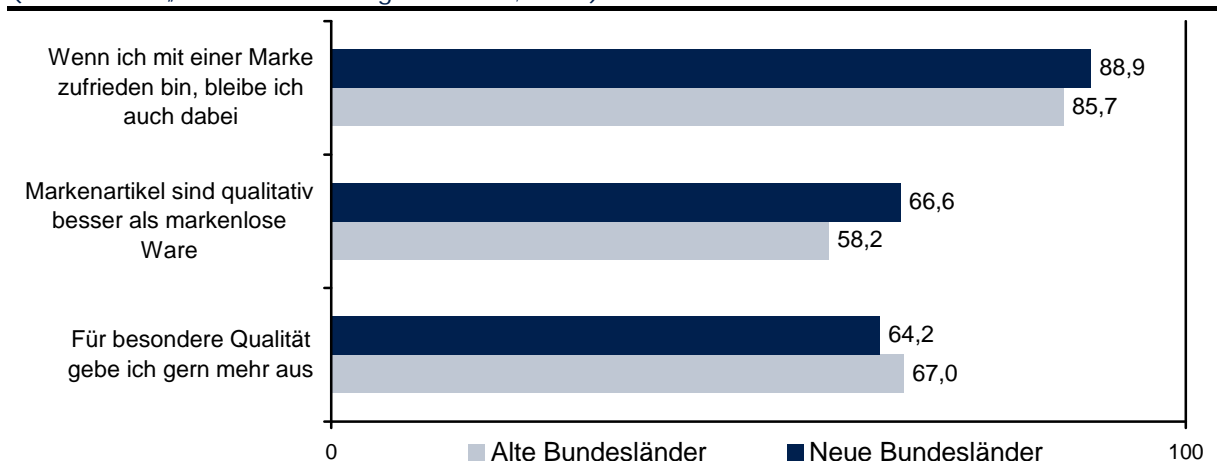 Wenn ich mit einer Marke
zufrieden bin, bleibe ich
auch dabei
88,9
85,7
Markenartikel sind qualitativ
besser als markenlose
Ware
66,6
58,2
Für besondere Qualität
gebe ich gern mehr aus
64,2
67,0
0
Alte Bundesländer
Neue Bundesländer
100